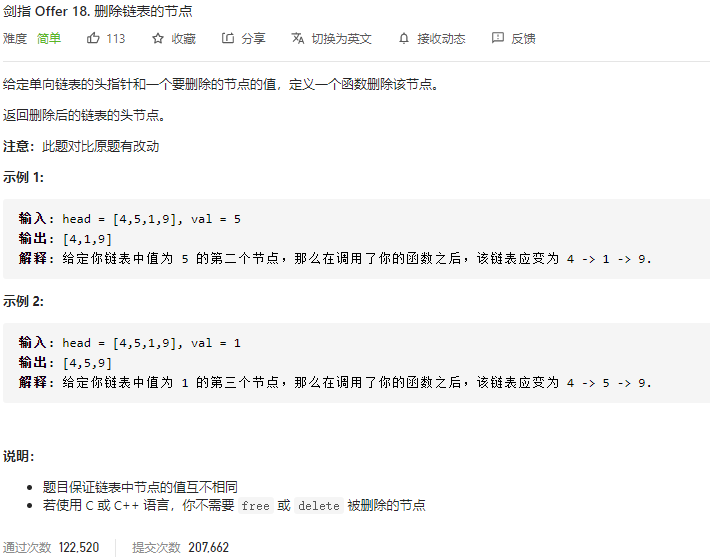 剑指 Offer 18. 删除链表的节点
难度 简单 113 收藏 分享 切换为英文 接收动态 反馈
给定单向链表的头指针和一个要删除的节点的值，定义一个函数删除该节点。
返回删除后的链表的头节点。
注意：此题对比原题有改动
示例 1:
输入: head = [4,5,1,9], val = 5
输出: [4,1,9]
解释: 给定你链表中值为 5 的第二个节点，那么在调用了你的函数之后，该链表应变为 4 -> 1 -> 9.
示例 2:
输入: head = [4,5,1,9], val = 1
输出: [4,5,9]
解释: 给定你链表中值为 1 的第三个节点，那么在调用了你的函数之后，该链表应变为 4 -> 5 -> 9.
说明：
题目保证链表中节点的值互不相同
若使用 C 或 C++ 语言，你不需要 free 或 delete 被删除的节点
通过次数 122,520 提交次数 207,662